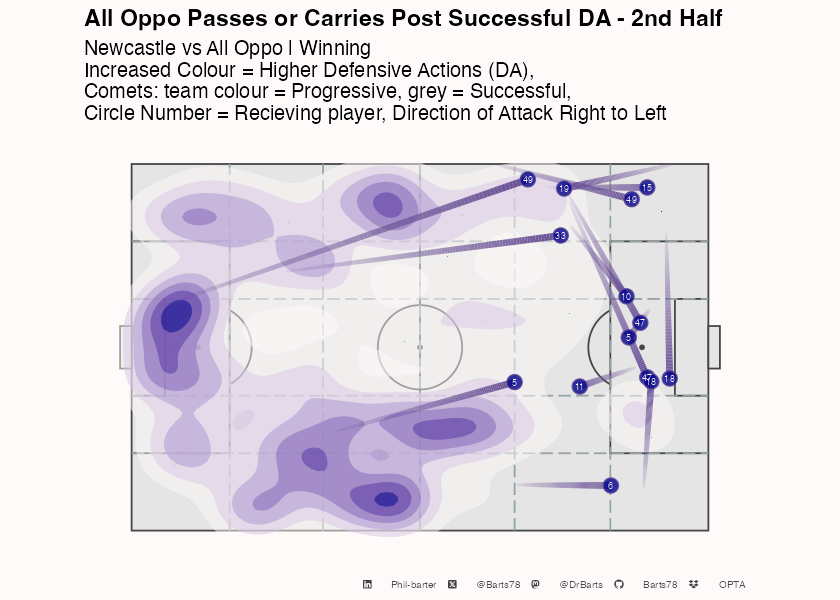 All Oppo Passes or Carries Post Successful DA - 2nd Half
Newcastle vs All Oppo | Winning
Increased Colour = Higher Defensive Actions (DA),
Comets: team colour = Progressive, grey = Successful,
Circle Number = Recieving player, Direction of Attack Right to Left
49
19
15
49
33
10
47
5
47
18
18
5
11
6
Phil-barter @Barts78 @DrBarts Barts78 OPTA